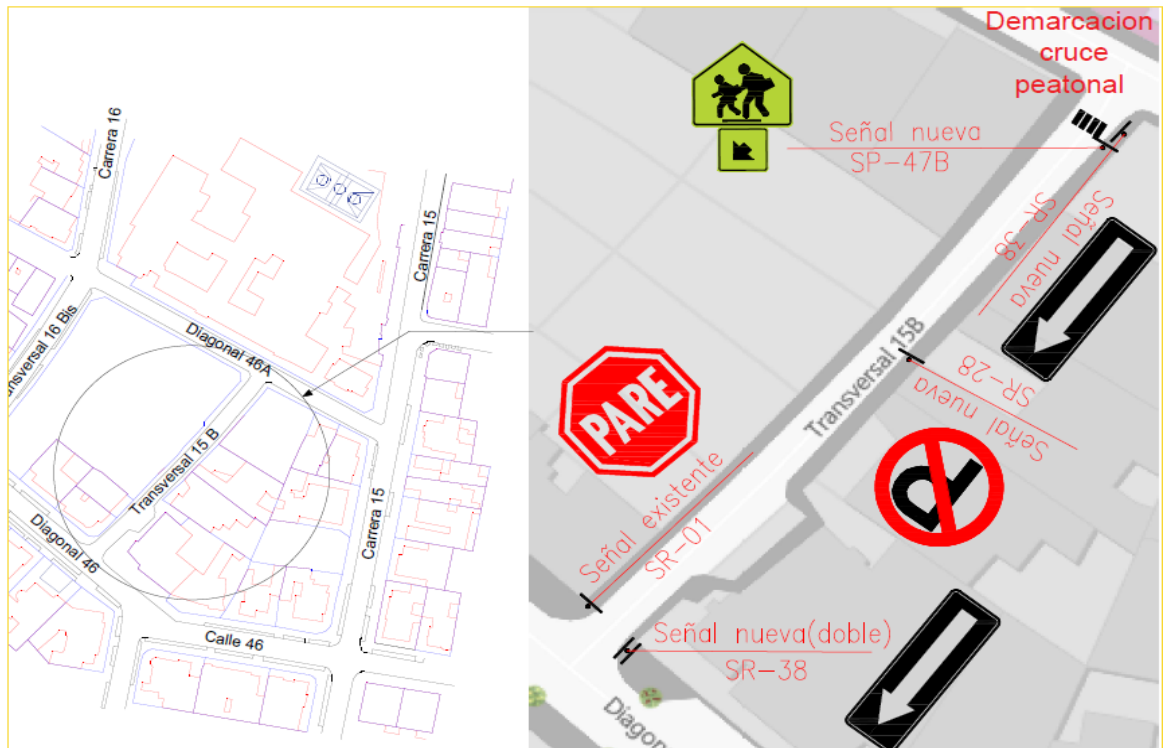 Carrera 16
Carrera 15
Transversal 16 Bis
Diagonal 46A
Transversal 15 B
Carrera 15
Diagonal 46
Calle 46
Demarcacion
cruce
peatonal
Señal nueva
SP-47B
SR-38
Señal nueva
Transversal 15B
SR-28
Señal nueva
PARE
P
Señal existente
SR-01
Señal nueva(doble)
SR-38
Diagon